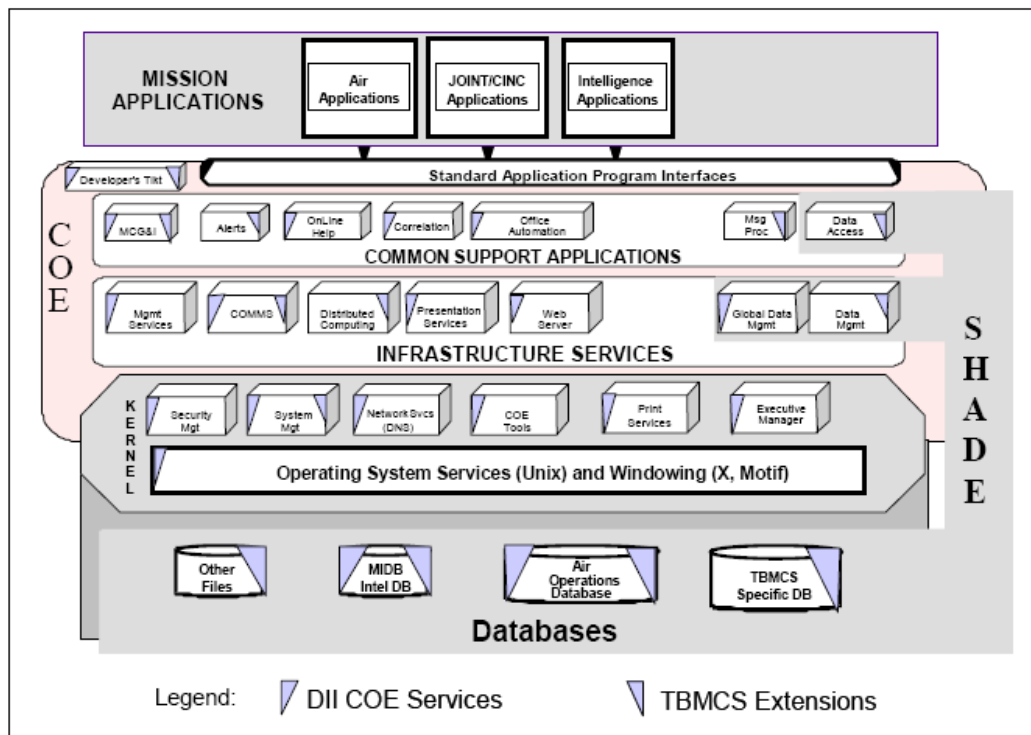 MISSION
APPLICATIONS
Air
Applications
JOINT/CINC
Applications
Intelligence
Applications
Developer's Tlkt
Standard Application Program Interfaces
COE
MCG&I
Alerts
OnLine
Help
Correlation
Office
Automation
Msg
Proc
Data
Access
COMMON SUPPORT APPLICATIONS
Mgmt
Services
COMMS
Distributed
Computing
Presentation
Services
Web
Server
Global Data
Mgmt
Data
Mgmt
INFRASTRUCTURE SERVICES
SHADE
KERNEL
Security
Mgt
System
Mgt
Network Svcs
(DNS)
COE
Tools
Print
Services
Executive
Manager
Operating System Services (Unix) and Windowing (X, Motif)
Other
Files
MIDB
Intel DB
Air
Operations
Database
TBMCS
Specific DB
Databases
Legend:
DII COE Services
TBMCS Extensions